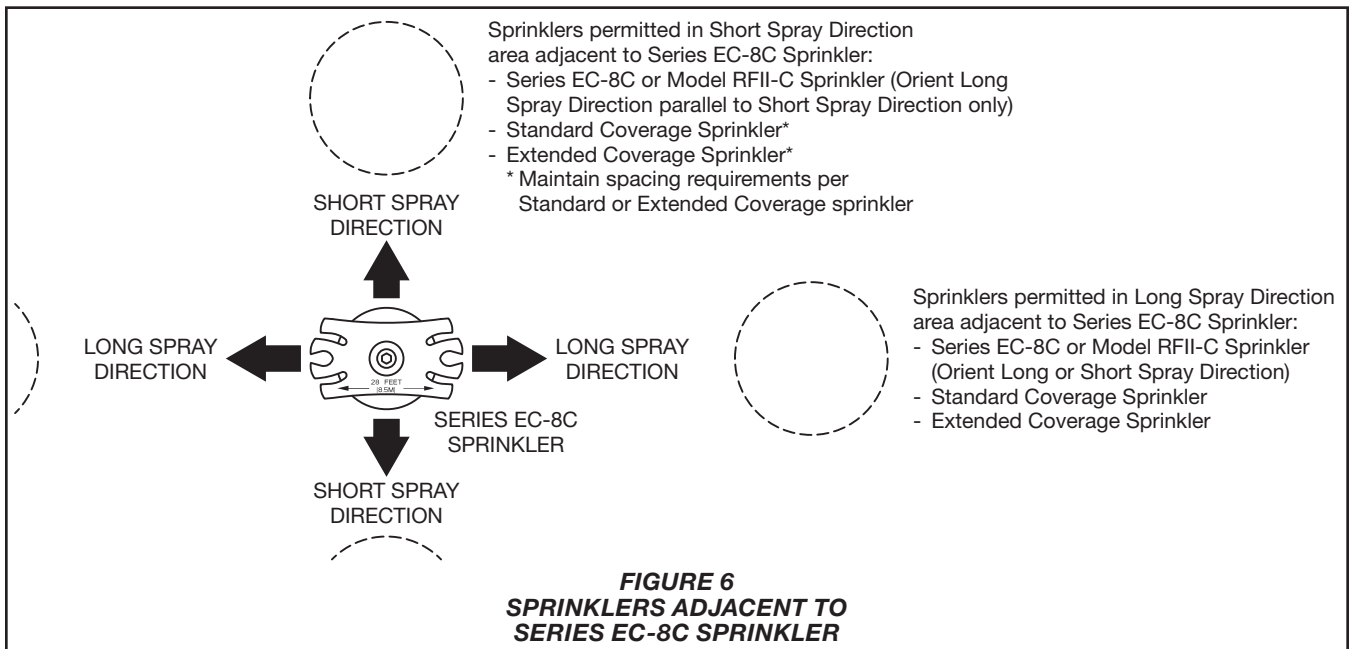 Sprinklers permitted in Short Spray Direction
area adjacent to Series EC-8C Sprinkler:
- Series EC-8C or Model RFII-C Sprinkler (Orient Long
Spray Direction parallel to Short Spray Direction only)
- Standard Coverage Sprinkler*
- Extended Coverage Sprinkler*
* Maintain spacing requirements per
Standard or Extended Coverage sprinkler
SHORT SPRAY
DIRECTION
LONG SPRAY
DIRECTION
28 FEET
(8.5M)
LONG SPRAY
DIRECTION
SERIES EC-8C
SPRINKLER
SHORT SPRAY
DIRECTION
Sprinklers permitted in Long Spray Direction
area adjacent to Series EC-8C Sprinkler:
- Series EC-8C or Model RFII-C Sprinkler
(Orient Long or Short Spray Direction)
- Standard Coverage Sprinkler
- Extended Coverage Sprinkler
FIGURE 6
SPRINKLERS ADJACENT TO
SERIES EC-8C SPRINKLER